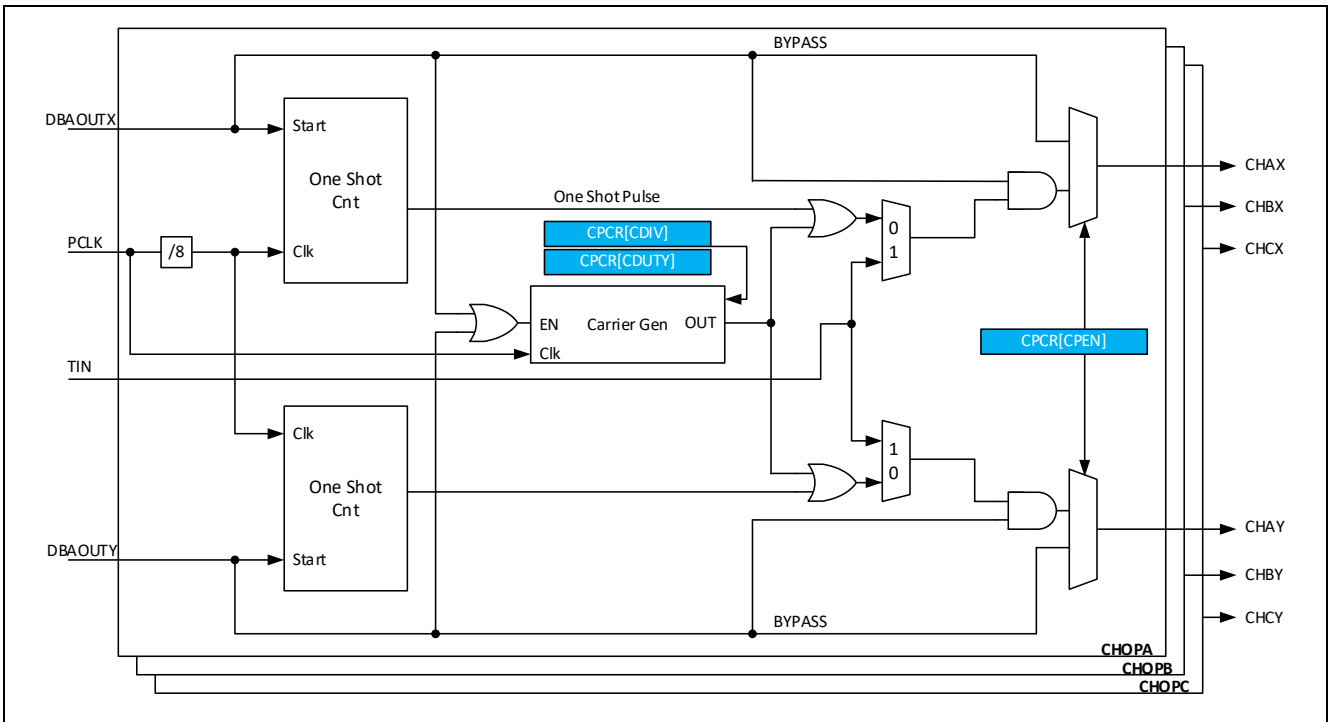 BYPASS
DBAOUTX
Start
One Shot
Cnt
CHAX
One Shot Pulse
CHBX
CPCR[CDIV]
0
PCLK
/8
Clk
1
CHCX
CPCR[CDUTY]
EN
Carrier Gen
OUT
CPCR[CPEN]
Clk
TIN
Clk
1
0
One Shot
Cnt
CHAY
DBAOUTY
Start
CHBY
BYPASS
CHCY
CHOPA
CHOPB
CHOPC